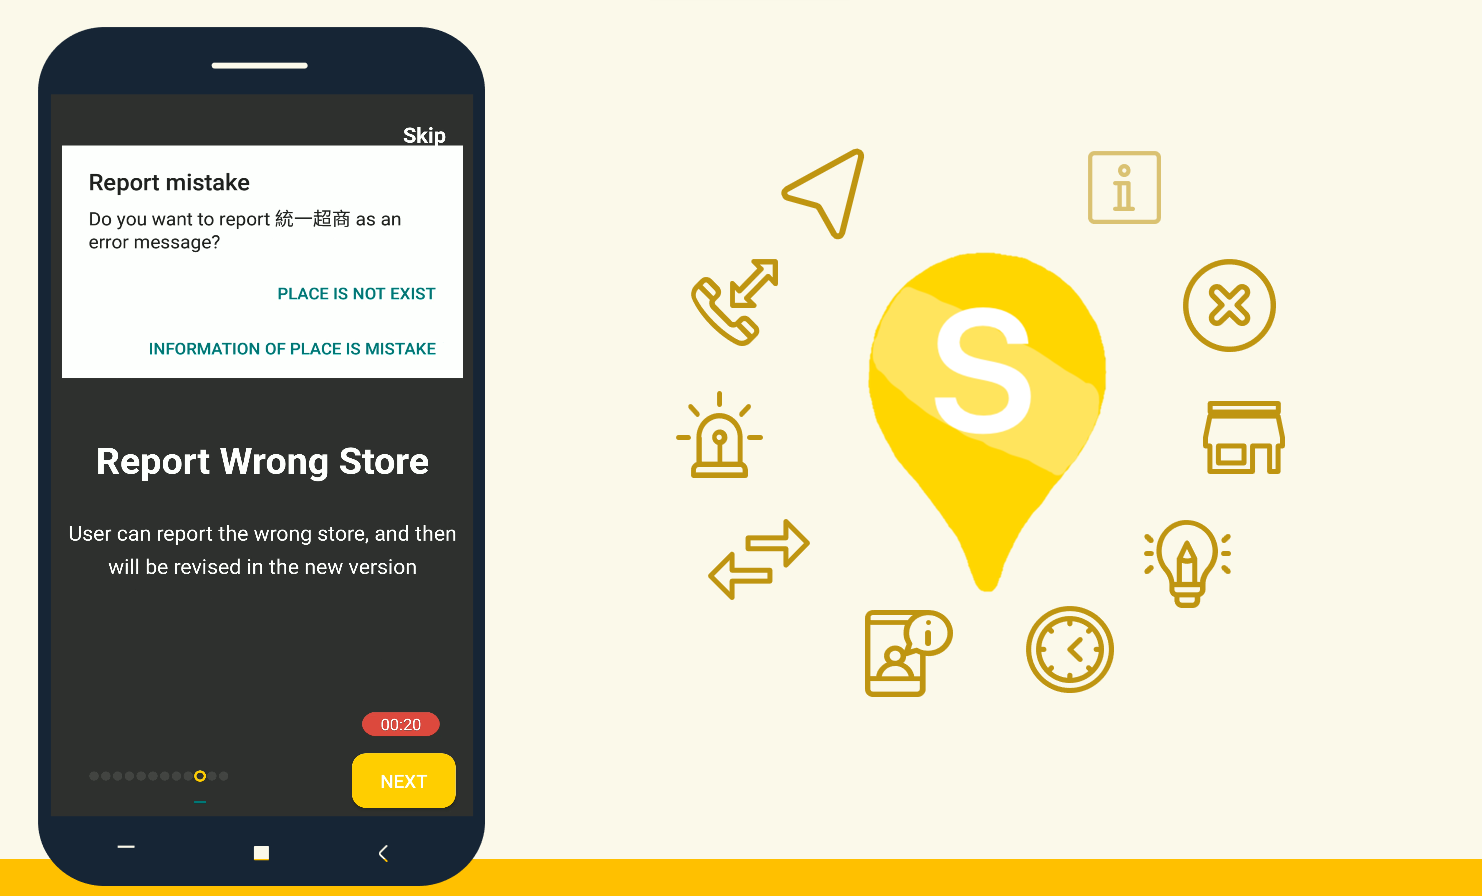 Skip
Report mistake
Do you want to report 統一超商 as an
error message?
PLACE IS NOT EXIST
INFORMATION OF PLACE IS MISTAKE
Report Wrong Store
User can report the wrong store, and then
will be revised in the new version
00:20
NEXT
S